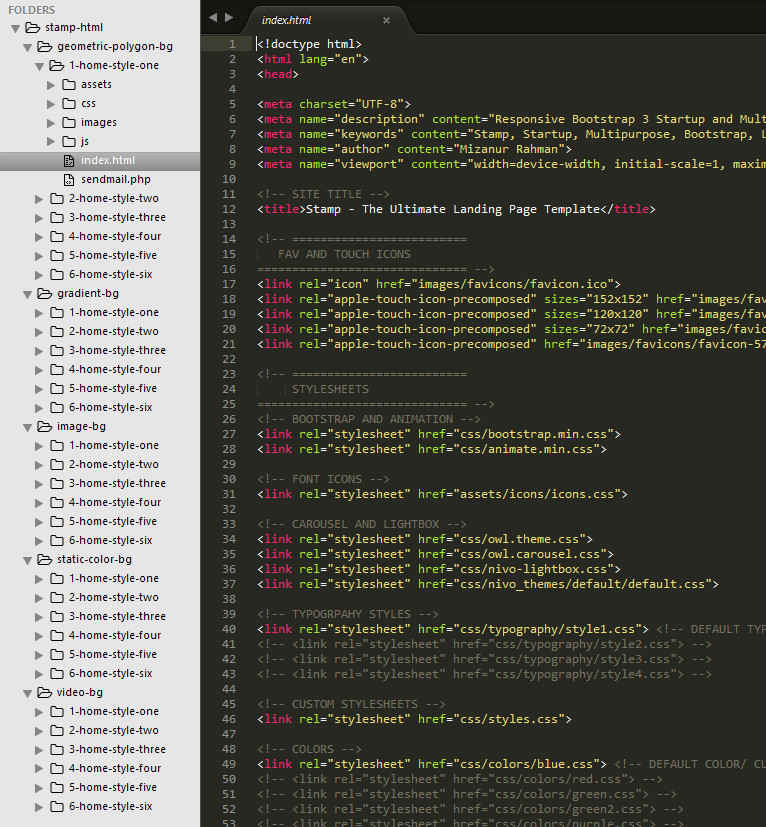 FOLDERS
stamp-html
geometric-polygon-bg
1-home-style-one
assets
css
images
js
index.html
sendmail.php
2-home-style-two
3-home-style-three
4-home-style-four
5-home-style-five
6-home-style-six
gradient-bg
1-home-style-one
2-home-style-two
3-home-style-three
4-home-style-four
5-home-style-five
6-home-style-six
image-bg
1-home-style-one
2-home-style-two
3-home-style-three
4-home-style-four
5-home-style-five
6-home-style-six
static-color-bg
1-home-style-one
2-home-style-two
3-home-style-three
4-home-style-four
5-home-style-five
6-home-style-six
video-bg
1-home-style-one
2-home-style-two
3-home-style-three
4-home-style-four
5-home-style-five
6-home-style-six
index.html ×
1 <!doctype html>
2 <html lang="en">
3 <head>
4
5 <meta charset="UTF-8">
6 <meta name="description" content="Responsive Bootstrap 3 Startup and Mult
7 <meta name="keywords" content="Stamp, Startup, Multipurpose, Bootstrap, L
8 <meta name="author" content="Mizanur Rahman">
9 <meta name="viewport" content="width=device-width, initial-scale=1, maxim
10
11 <!-- SITE TITLE -->
12 <title>Stamp - The Ultimate Landing Page Template</title>
13
14 <!-- =========================
15 FAV AND TOUCH ICONS
16 ============================== -->
17 <link rel="icon" href="images/favicons/favicon.ico">
18 <link rel="apple-touch-icon-precomposed" sizes="152x152" href="images/fav
19 <link rel="apple-touch-icon-precomposed" sizes="120x120" href="images/fav
20 <link rel="apple-touch-icon-precomposed" sizes="72x72" href="images/favic
21 <link rel="apple-touch-icon-precomposed" href="images/favicons/favicon-57
22
23 <!-- =========================
24 STYLESHEETS
25 ============================== -->
26 <!-- BOOTSTRAP AND ANIMATION -->
27 <link rel="stylesheet" href="css/bootstrap.min.css">
28 <link rel="stylesheet" href="css/animate.min.css">
29
30 <!-- FONT ICONS -->
31 <link rel="stylesheet" href="assets/icons/icons.css">
32
33 <!-- CAROUSEL AND LIGHTBOX -->
34 <link rel="stylesheet" href="css/owl.theme.css">
35 <link rel="stylesheet" href="css/owl.carousel.css">
36 <link rel="stylesheet" href="css/nivo-lightbox.css">
37 <link rel="stylesheet" href="css/nivo_themes/default/default.css">
38
39 <!-- TYPOGRPAHY STYLES -->
40 <link rel="stylesheet" href="css/typography/style1.css"> <!-- DEFAULT TYP
41 <!-- <link rel="stylesheet" href="css/typography/style2.css"> -->
42 <!-- <link rel="stylesheet" href="css/typography/style3.css"> -->
43 <!-- <link rel="stylesheet" href="css/typography/style4.css"> -->
44
45 <!-- CUSTOM STYLESHEETS -->
46 <link rel="stylesheet" href="css/styles.css">
47
48 <!-- COLORS -->
49 <link rel="stylesheet" href="css/colors/blue.css"> <!-- DEFAULT COLOR/ CU
50 <!-- <link rel="stylesheet" href="css/colors/red.css"> -->
51 <!-- <link rel="stylesheet" href="css/colors/green.css"> -->
52 <!-- <link rel="stylesheet" href="css/colors/green2.css"> -->
53 <!-- <link rel="stylesheet" href="css/colors/purple.css"> -->